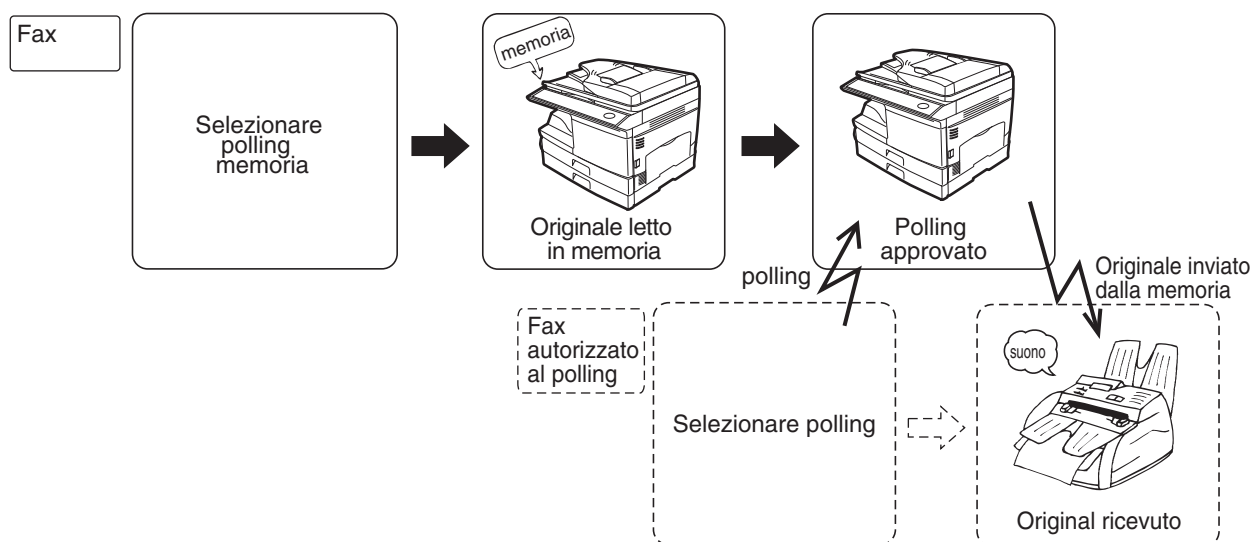 Fax
Selezionare
polling
memoria
memoria
Originale letto
in memoria
Polling
approvato
polling
Originale inviato
dalla memoria
Fax
autorizzato
al polling
Selezionare polling
suono
Original ricevuto